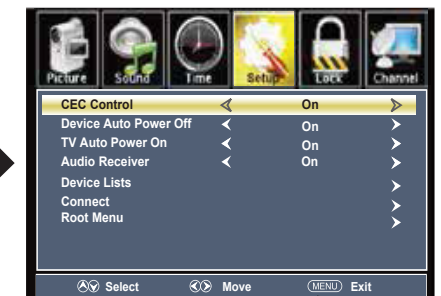 Picture Sound Time Setup Lock Channel
CEC Control On
Device Auto Power Off On
TV Auto Power On On
Audio Receiver On
Device Lists
Connect
Root Menu
Select Move MENU Exit